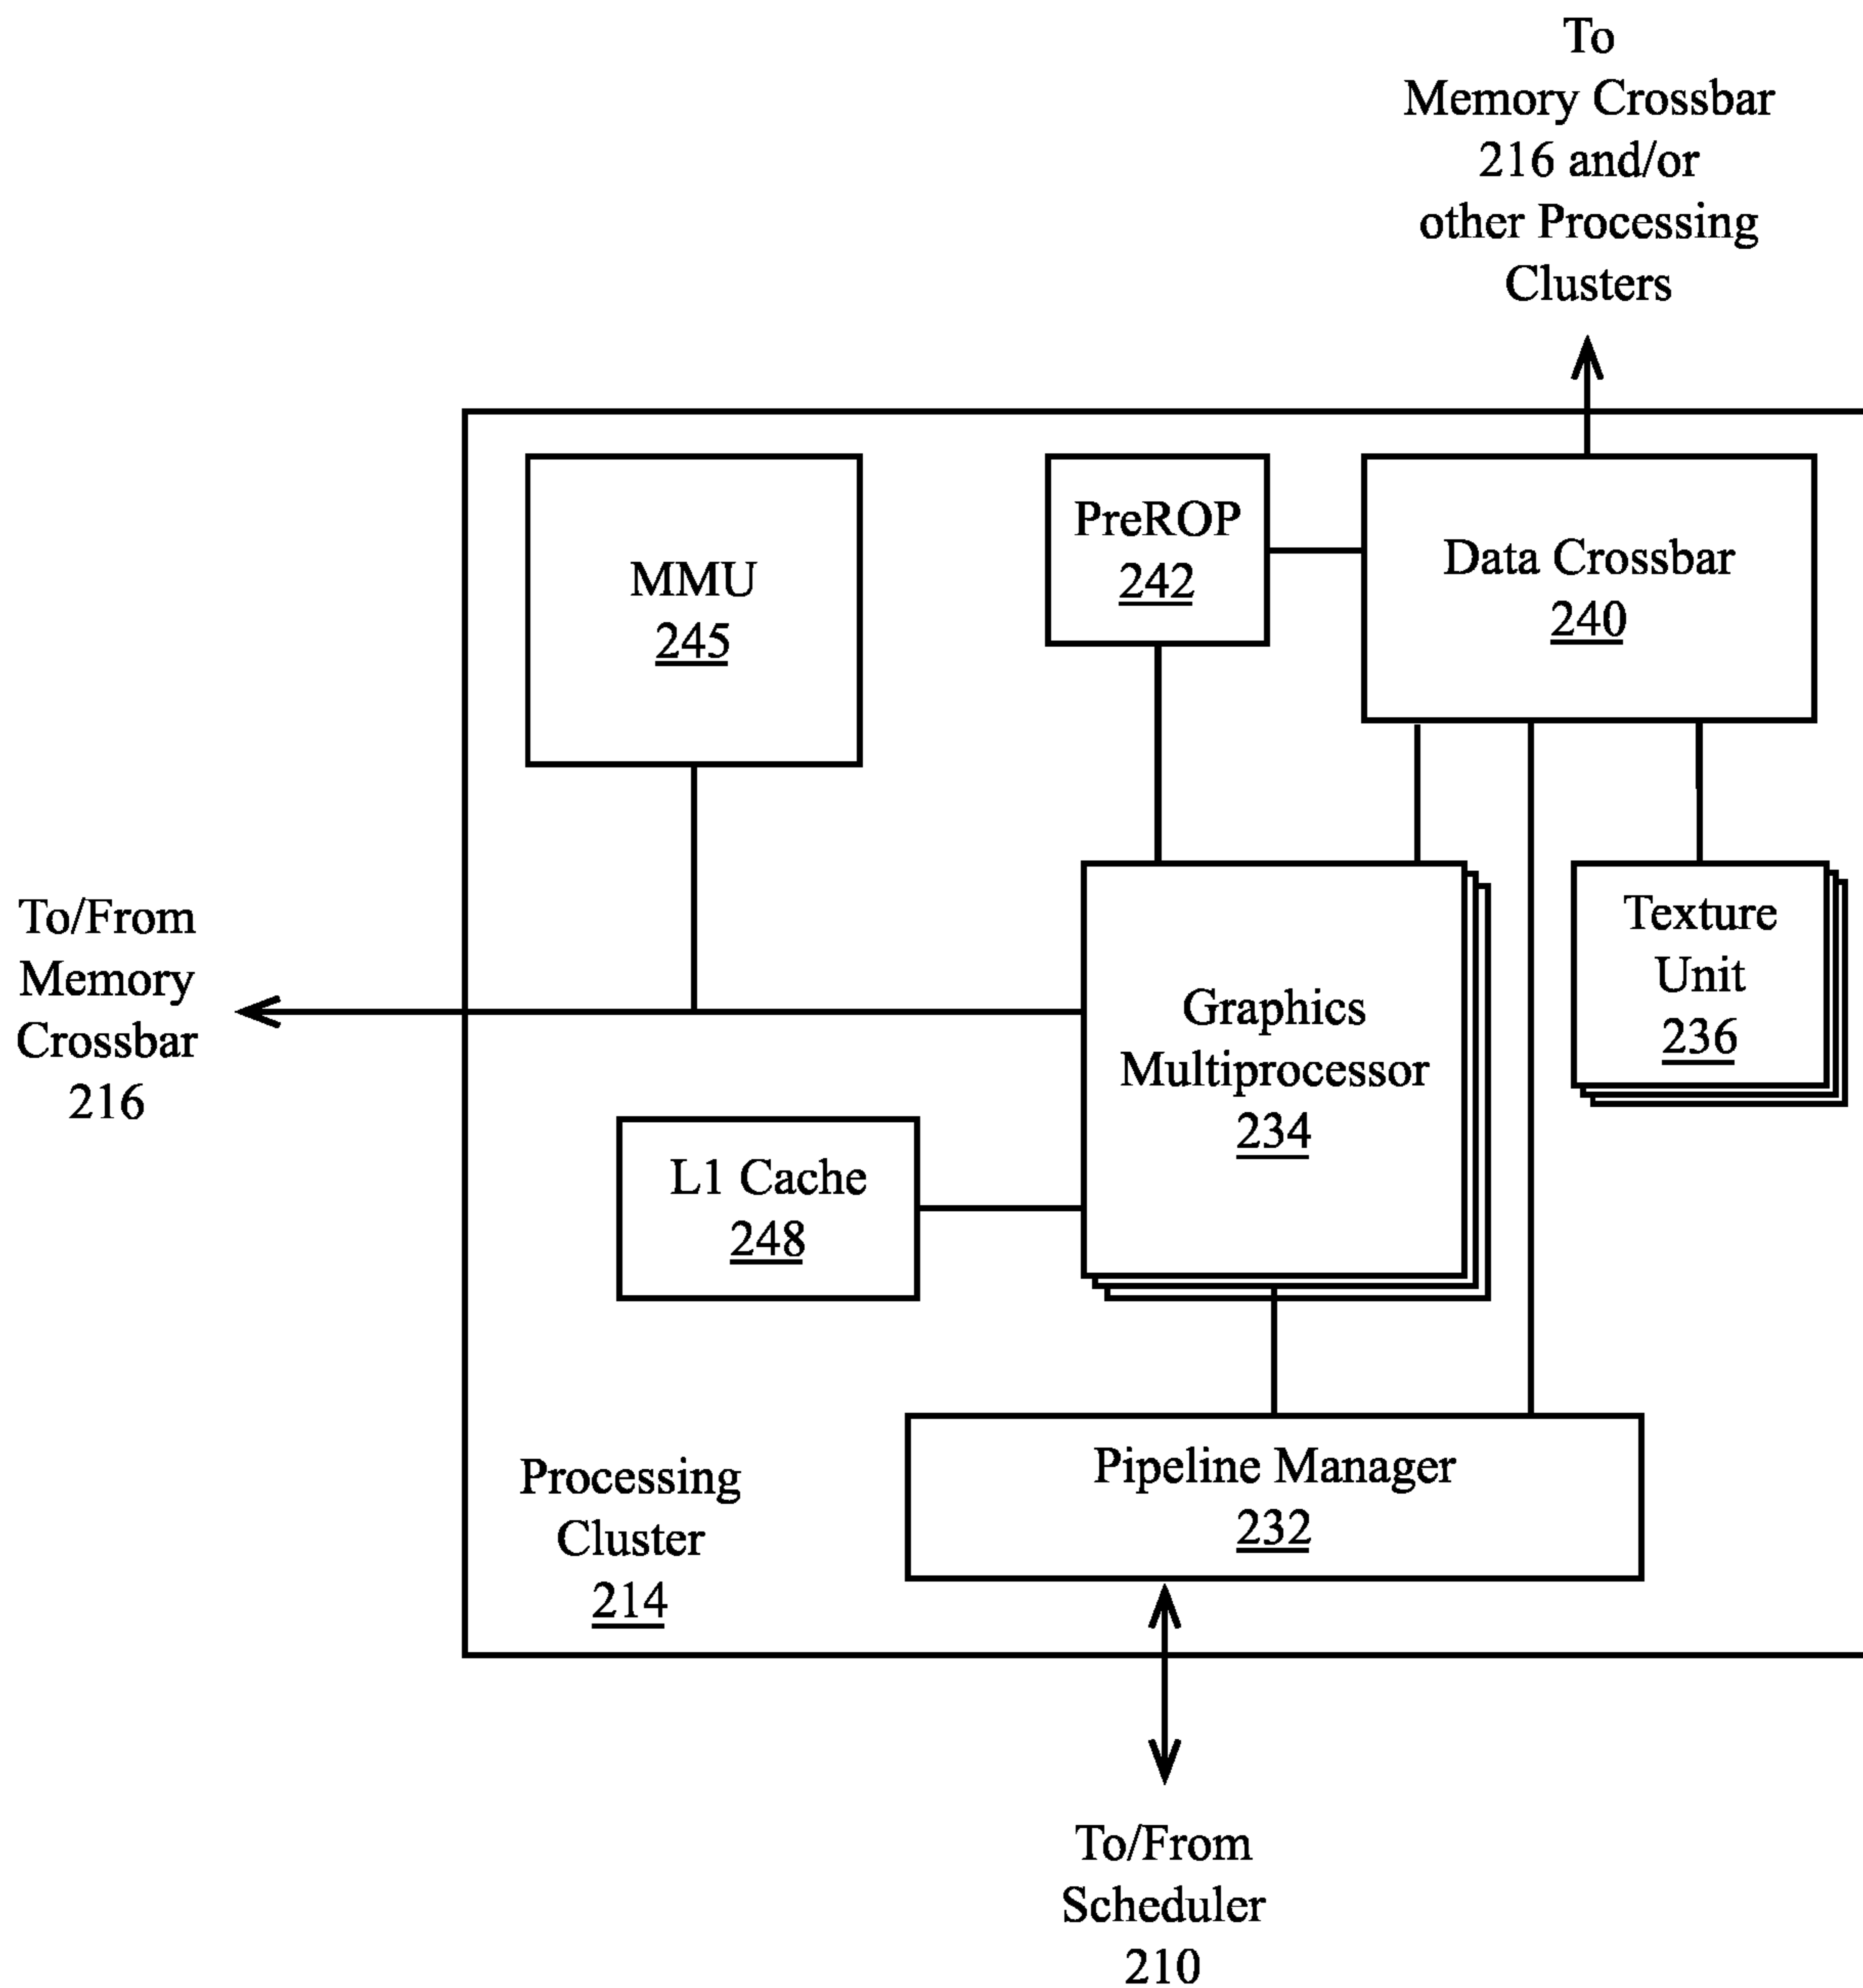 To
Memory Crossbar
216 and/or
other Processing
Clusters
MMU
245
PreROP
242
Data Crossbar
240
To/From
Memory
Crossbar
216
Graphics
Multiprocessor
234
Texture
Unit
236
L1 Cache
248
Pipeline Manager
232
Processing
Cluster
214
To/From
Scheduler
210